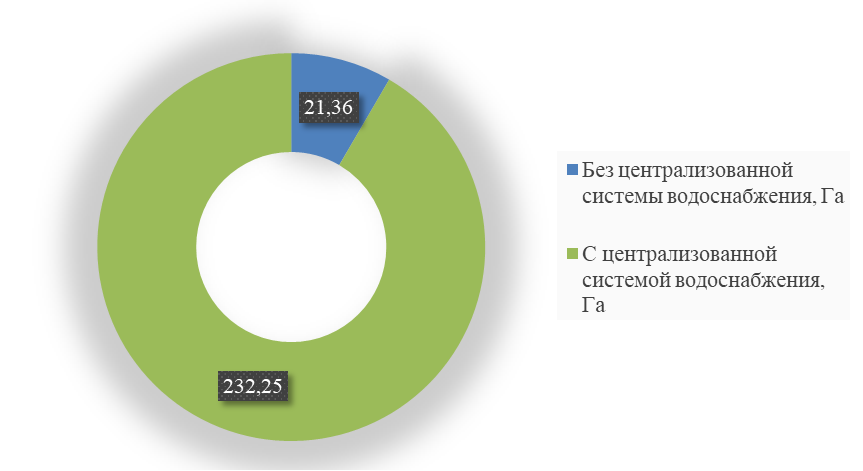 21,36
Без централизованной
системы водоснабжения, Га
С централизованной
системой водоснабжения,
Га
232,25